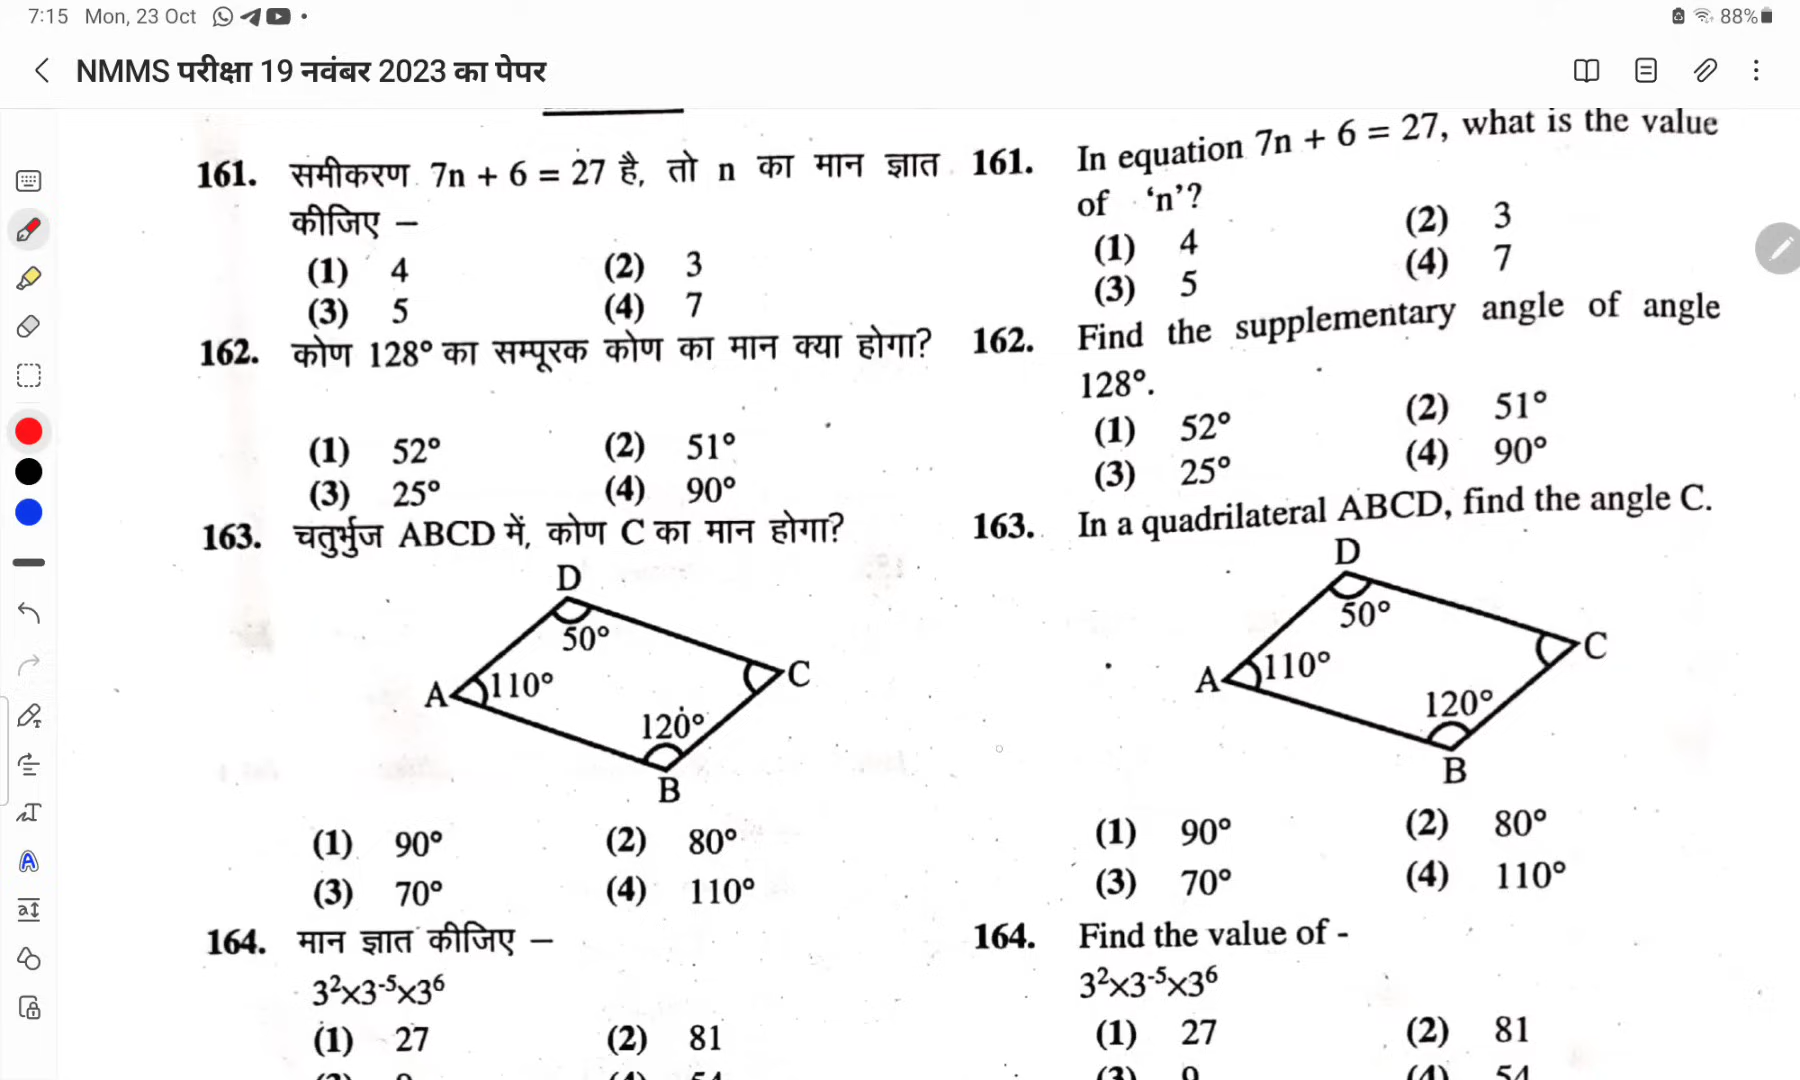 7:15 Mon, 23 Oct
88%
NMMS परीक्षा 19 नवंबर 2023 का पेपर
161. समीकरण 7n + 6 = 27 है, तो n का मान ज्ञात
कीजिए –
(1) 4 (2) 3
(3) 5 (4) 7
162. कोण 128° का सम्पूरक कोण का मान क्या होगा?
(1) 52° (2) 51°
(3) 25° (4) 90°
163. चतुर्भुज ABCD में, कोण C का मान होगा?
D
50°
A 110° C
120°
B
(1) 90° (2) 80°
(3) 70° (4) 110°
164. मान ज्ञात कीजिए –
3²×3⁻⁵×3⁶
(1) 27 (2) 81
161. In equation 7n + 6 = 27, what is the value
of ‘n’?
(1) 4 (2) 3
(3) 5 (4) 7
162. Find the supplementary angle of angle
128°.
(1) 52° (2) 51°
(3) 25° (4) 90°
163. In a quadrilateral ABCD, find the angle C.
D
50°
A 110° C
120°
B
(1) 90° (2) 80°
(3) 70° (4) 110°
164. Find the value of -
3²×3⁻⁵×3⁶
(1) 27 (2) 81
(3) 9 (4) 54